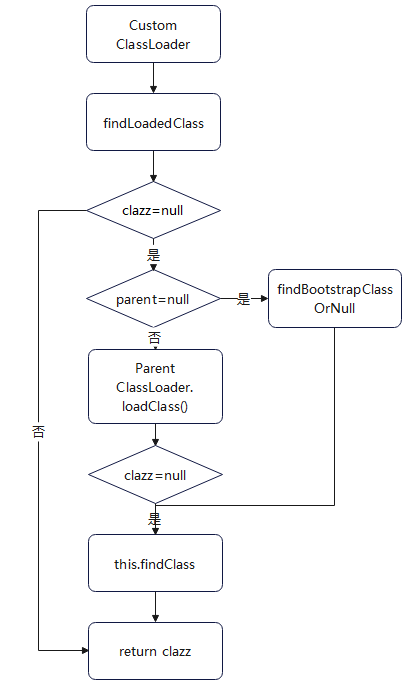 Custom
ClassLoader
findLoadedClass
clazz=null
是
parent=null
是
findBootstrapClass
OrNull
否
Parent
ClassLoader.
loadClass()
否
clazz=null
是
this.findClass
return clazz